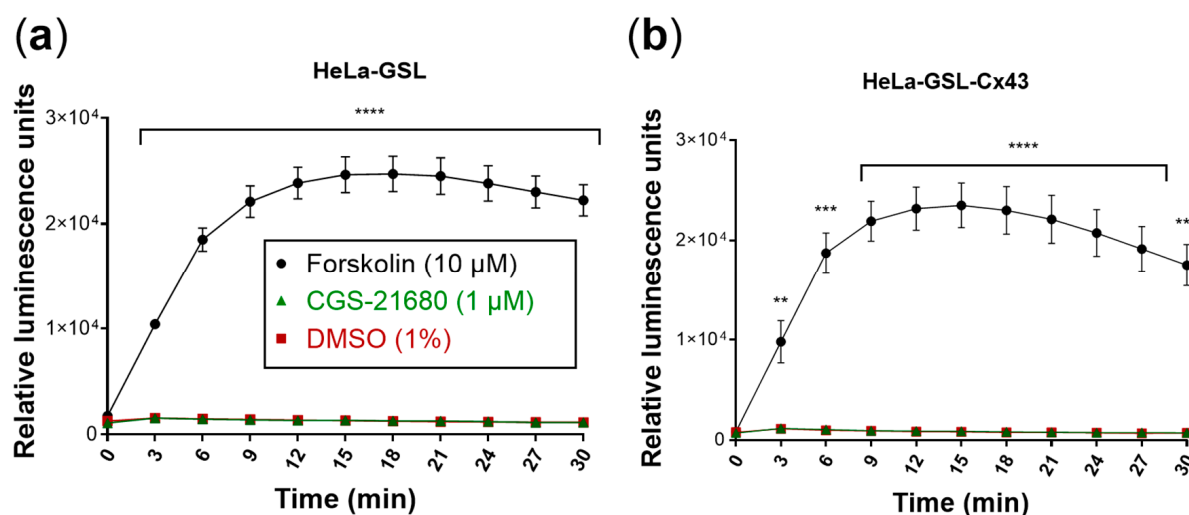 (a)
HeLa-GSL
Relative luminescence units
3×10⁴
2×10⁴
1×10⁴
0
****
Forskolin (10 µM)
CGS-21680 (1 µM)
DMSO (1%)
0 3 6 9 12 15 18 21 24 27 30
Time (min)
(b)
HeLa-GSL-Cx43
Relative luminescence units
3×10⁴
2×10⁴
1×10⁴
0
**
***
****
0 3 6 9 12 15 18 21 24 27 30
Time (min)